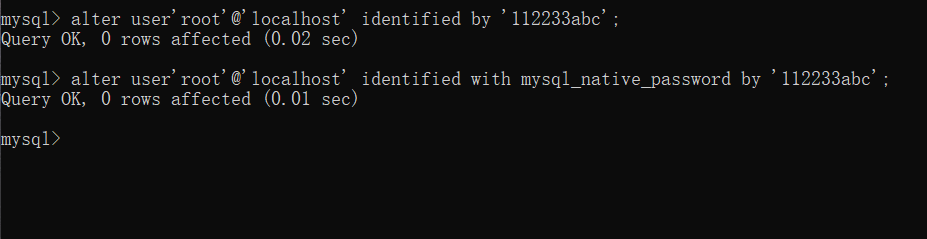 mysql> alter user'root'@'localhost' identified by '112233abc';
Query OK, 0 rows affected (0.02 sec)
mysql> alter user'root'@'localhost' identified with mysql_native_password by '112233abc';
Query OK, 0 rows affected (0.01 sec)
mysql>